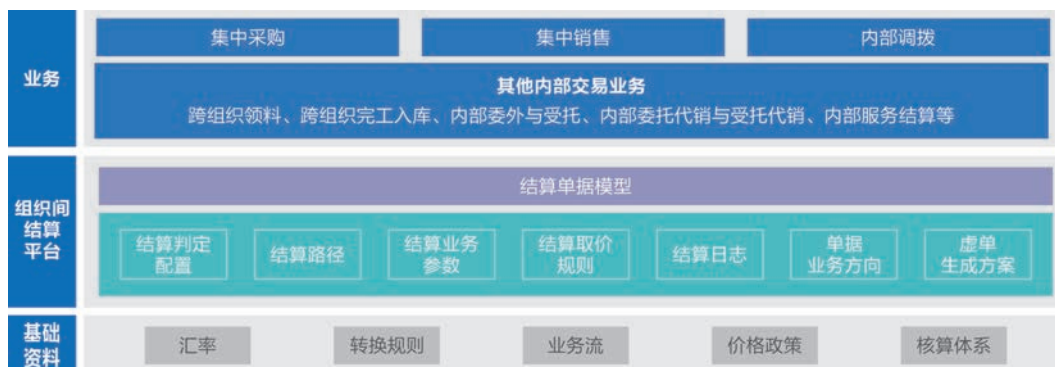 业务
集中采购
集中销售
内部调拨
其他内部交易业务
跨组织领料、跨组织完工入库、内部委外与受托、内部委托代销与受托代销、内部服务结算等
组织间
结算
平台
结算单据模型
结算判定
配置
结算路径
结算业务
参数
结算取价
规则
结算日志
单据
业务方向
虚单
生成方案
基础
资料
汇率
转换规则
业务流
价格政策
核算体系